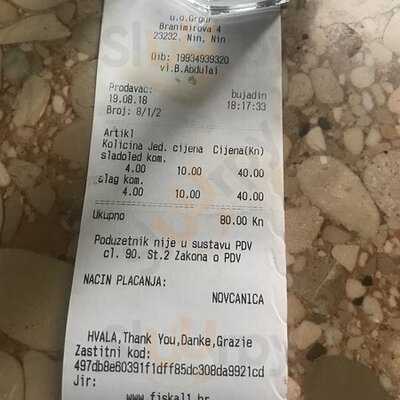 u.o.Grgur
Branimirova 4
23232, Nin, Nin
Oib: 19934939320
vl.B.Abdulai
Prodavac: bujadin
19.08.18 18:17:33
Broj: 8/1/2
Artikl
Kolicina Jed. cijena Cijena(Kn)
sladoled kom.
4.00 10.00 40.00
slag kom.
4.00 10.00 40.00
Ukupno 80.00 Kn
Poduzetnik nije u sustavu PDV
cl. 90. St.2 Zakona o PDV
NACIN PLACANJA:
NOVCANICA
HVALA,Thank You,Danke,Grazie
Zastitni kod:
497db8e60391f1dff85dc308da9921cd
Jir:
www.fiskal1.hr